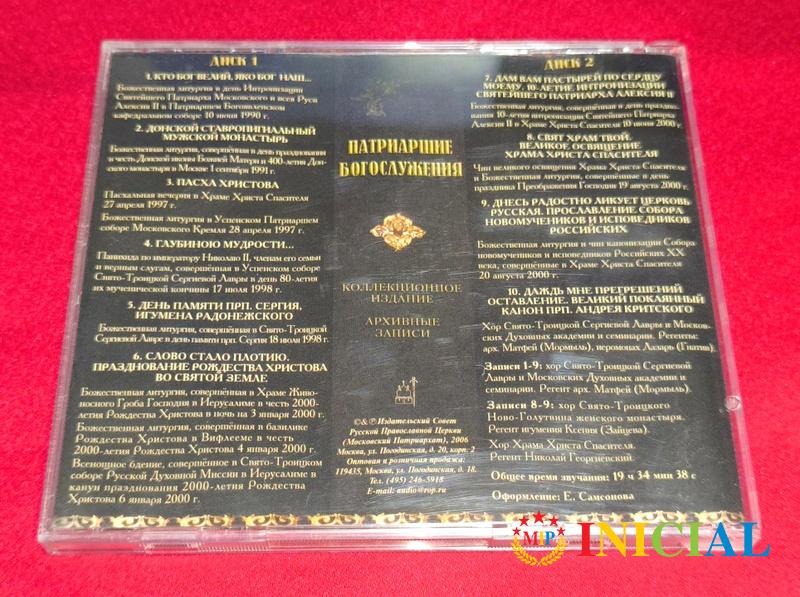 ДИСК 1
1. КТО БОГ ВЕЛИЙ, ЯКО БОГ НАШ...
Божественная литургия в день Интронизации
Святейшего Патриарха Московского и всея Руси
Алексия II в Патриаршем Богоявленском
кафедральном соборе 10 июня 1990 г.
2. ДОНСКОЙ СТАВРОПИГИАЛЬНЫЙ
МУЖСКОЙ МОНАСТЫРЬ
Божественная литургия, совершённая в день празднования
в честь Донской иконы Божией Матери и 400-летия Дон-
ского монастыря в Москве 1 сентября 1991 г.
3. ПАСХА ХРИСТОВА
Пасхальная вечерня в Храме Христа Спасителя
27 апреля 1997 г.
Божественная литургия в Успенском Патриаршем
соборе Московского Кремля 28 апреля 1997 г.
4. ГЛУБИНОЮ МУДРОСТИ...
Панихида по императору Николаю II, членам его семьи
и верным слугам, совершённая в Успенском соборе
Свято-Троицкой Сергиевой Лавры в день 80-летия
их мученической кончины 17 июля 1998 г.
5. ДЕНЬ ПАМЯТИ ПРП. СЕРГИЯ,
ИГУМЕНА РАДОНЕЖСКОГО
Божественная литургия, совершённая в Свято-Троицкой
Сергиевой Лавре в день памяти прп. Сергия 18 июля 1998 г.
6. СЛОВО СТАЛО ПЛОТИЮ.
ПРАЗДНОВАНИЕ РОЖДЕСТВА ХРИСТОВА
ВО СВЯТОЙ ЗЕМЛЕ
Божественная литургия, совершённая в Храме Живо-
носного Гроба Господня в Иерусалиме в честь 2000-
летия Рождества Христова в ночь на 3 января 2000 г.
Божественная литургия, совершённая в базилике
Рождества Христова в Вифлееме в честь
2000-летия Рождества Христова 4 января 2000 г.
Всенощное бдение, совершённое в Свято-Троицком
соборе Русской Духовной Миссии в Иерусалиме в
канун празднования 2000-летия Рождества
Христова 6 января 2000 г.
ПАТРИАРШИЕ
БОГОСЛУЖЕНИЯ
КОЛЛЕКЦИОННОЕ
ИЗДАНИЕ
АРХИВНЫЕ
ЗАПИСИ
©&℗ Издательский Совет
Русской Православной Церкви
(Московский Патриархат), 2006
Москва, ул. Погодинская, д. 20, корп. 2
Оптовая и розничная продажа:
119435, Москва, ул. Погодинская, д. 18.
Тел. (495) 246-5918
E-mail: audio@rop.ru
ДИСК 2
7. ДАМ ВАМ ПАСТЫРЕЙ ПО СЕРДЦУ
МОЕМУ. 10-ЛЕТИЕ ИНТРОНИЗАЦИИ
СВЯТЕЙШЕГО ПАТРИАРХА АЛЕКСИЯ II
Божественная литургия, совершённая в день празднова-
ния 10-летия интронизации Святейшего Патриарха
Алексия II в Храме Христа Спасителя 10 июня 2000 г.
8. СВЯТ ХРАМ ТВОЙ.
ВЕЛИКОЕ ОСВЯЩЕНИЕ
ХРАМА ХРИСТА СПАСИТЕЛЯ
Чин великого освящения Храма Христа Спасителя
и Божественная литургия, совершённые в день
праздника Преображения Господня 19 августа 2000 г.
9. ДНЕСЬ РАДОСТНО ЛИКУЕТ ЦЕРКОВЬ
РУССКАЯ. ПРОСЛАВЛЕНИЕ СОБОРА
НОВОМУЧЕНИКОВ И ИСПОВЕДНИКОВ
РОССИЙСКИХ
Божественная литургия и чин канонизации Собора
новомучеников и исповедников Российских XX
века, совершённые в Храме Христа Спасителя
20 августа 2000 г.
10. ДАЖДЬ МНЕ ПРЕГРЕШЕНИЙ
ОСТАВЛЕНИЕ. ВЕЛИКИЙ ПОКАЯННЫЙ
КАНОН ПРП. АНДРЕЯ КРИТСКОГО
Хор Свято-Троицкой Сергиевой Лавры и Москов-
ских Духовных академии и семинарии. Регенты:
арх. Матфей (Мормыль), иеромонах Лазарь (Гнатив).
Записи 1-9: хор Свято-Троицкой Сергиевой
Лавры и Московских Духовных академии и
семинарии. Регент арх. Матфей (Мормыль).
Записи 8-9: хор Свято-Троицкого
Ново-Голутвина женского монастыря.
Регент игумения Ксения (Зайцева).
Хор Храма Христа Спасителя.
Регент Николай Георгиевский.
Общее время звучания: 19 ч 34 мин 38 с
Оформление: Е. Самсонова
MIP INICIAL